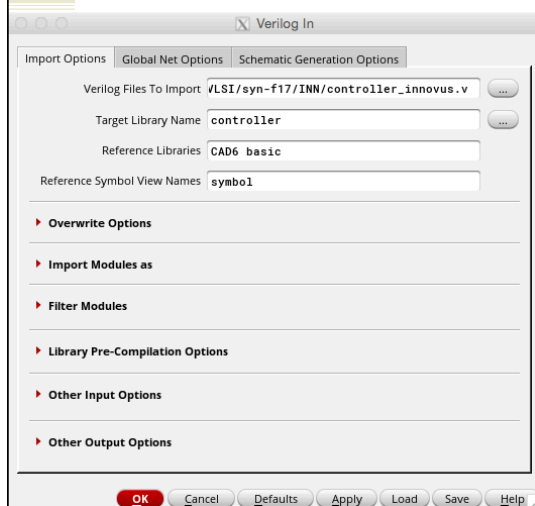 Verilog In
Import Options Global Net Options Schematic Generation Options
Verilog Files To Import /LSI/syn-f17/INN/controller_innovus.v ...
Target Library Name controller ...
Reference Libraries CAD6 basic
Reference Symbol View Names symbol
Overwrite Options
Import Modules as
Filter Modules
Library Pre-Compilation Options
Other Input Options
Other Output Options
OK Cancel Defaults Apply Load Save Help